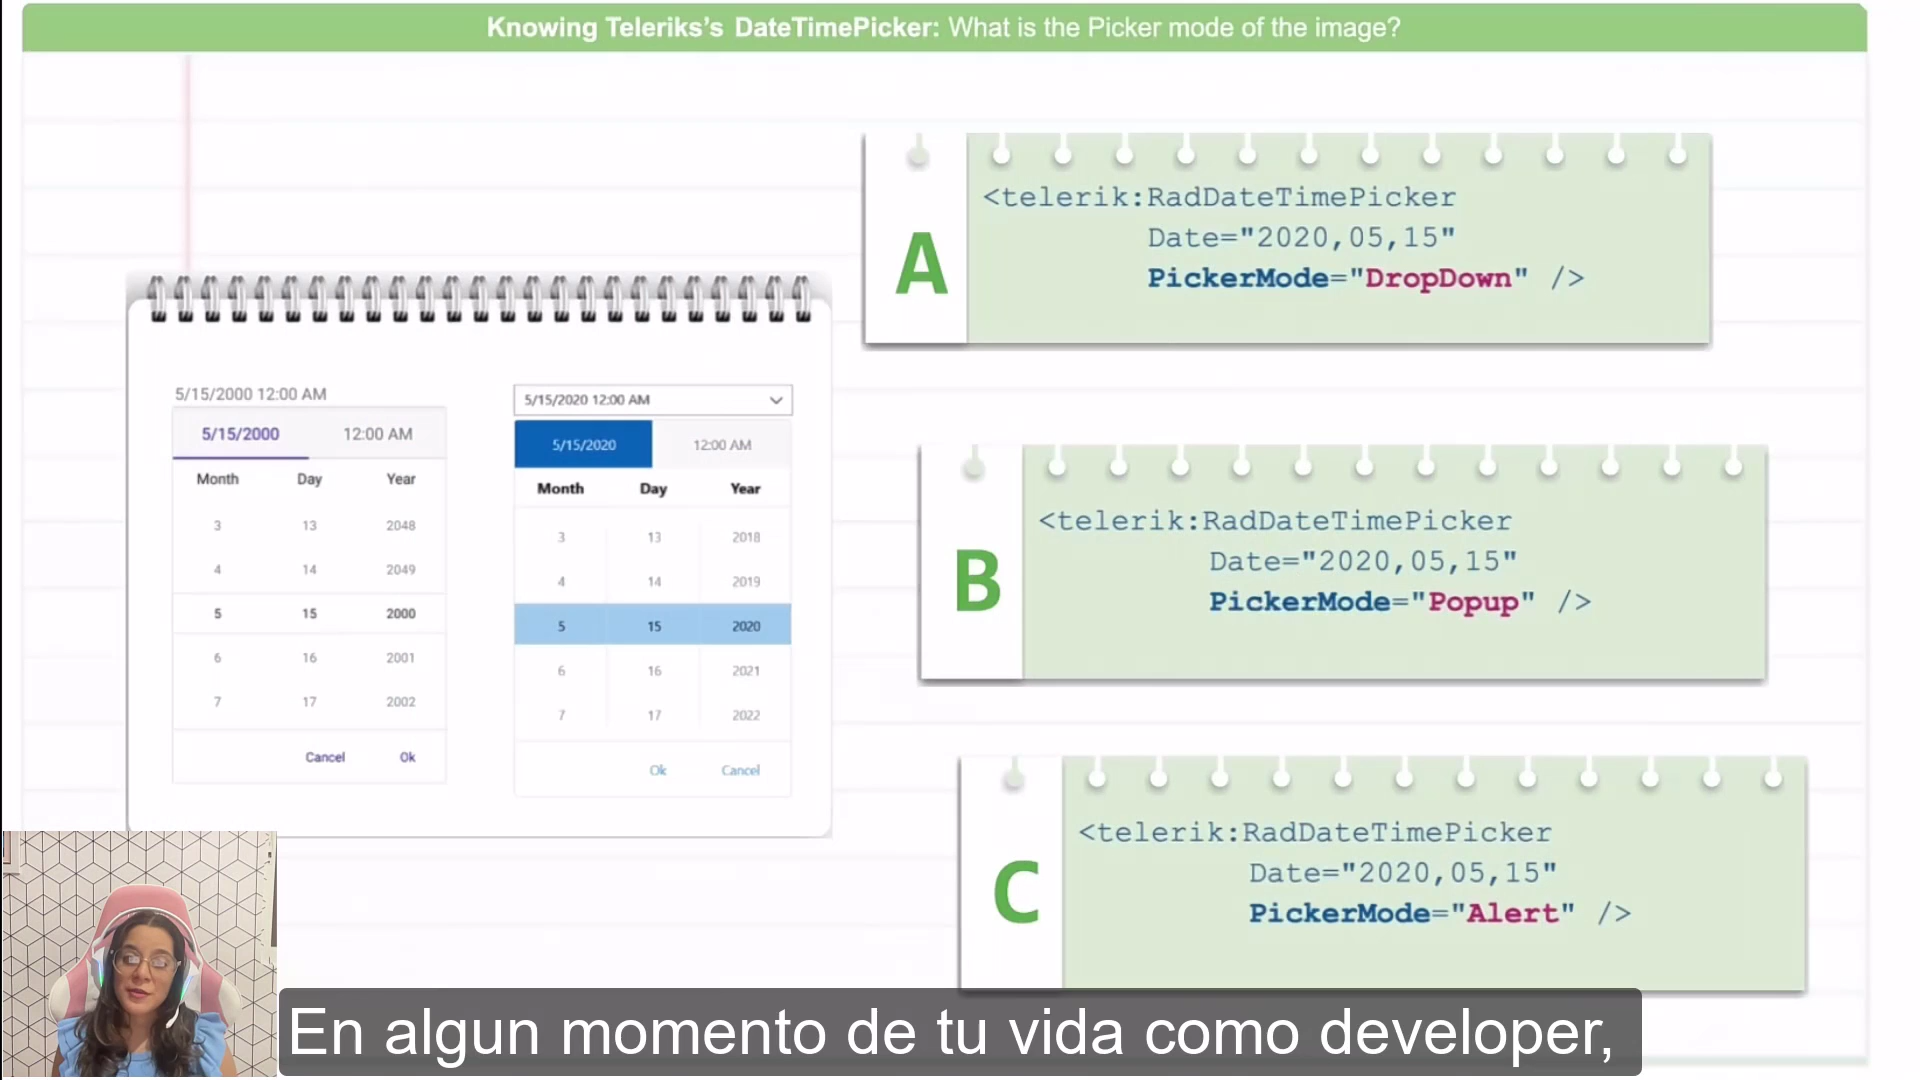 Knowing Teleriks’s DateTimePicker: What is the Picker mode of the image?
5/15/2000 12:00 AM
5/15/2000 12:00 AM
Month Day Year
3 13 2048
4 14 2049
5 15 2000
6 16 2001
7 17 2002
Cancel Ok
5/15/2020 12:00 AM
5/15/2020 12:00 AM
Month Day Year
3 13 2018
4 14 2019
5 15 2020
6 16 2021
7 17 2022
Ok Cancel
A
<telerik:RadDateTimePicker
Date="2020,05,15"
PickerMode="DropDown" />
B
<telerik:RadDateTimePicker
Date="2020,05,15"
PickerMode="Popup" />
C
<telerik:RadDateTimePicker
Date="2020,05,15"
PickerMode="Alert" />
En algun momento de tu vida como developer,